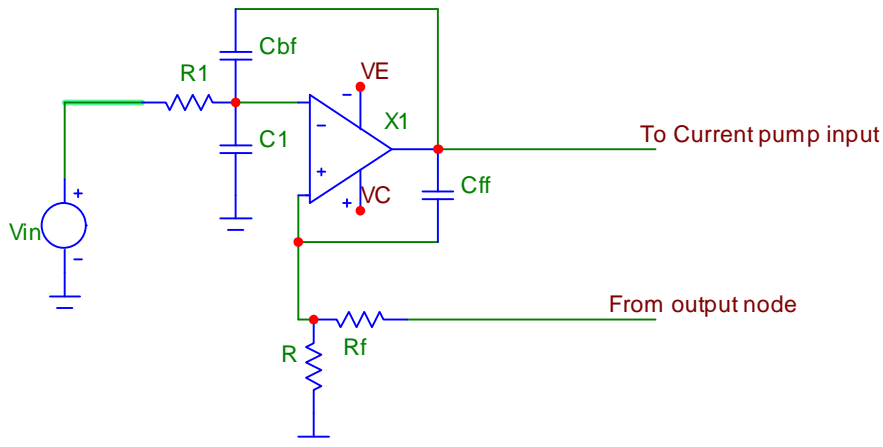 Cbf
VE
R1
X1
C1
To Current pump input
Cff
VC
Vin
From output node
R
Rf